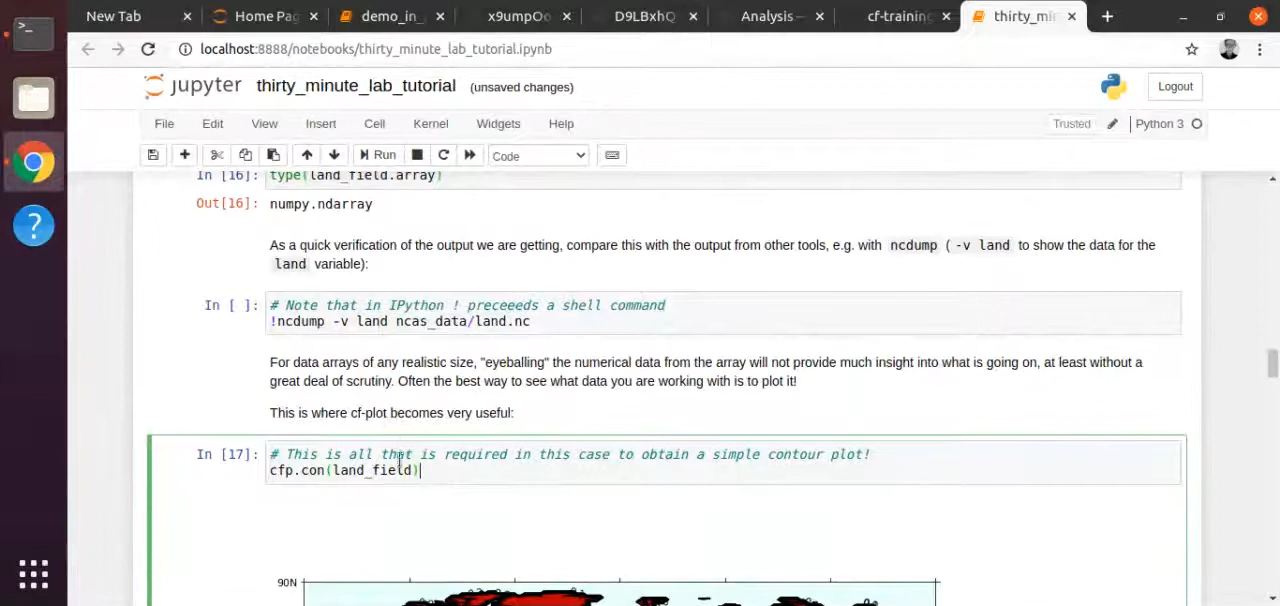 New Tab
Home Pag
demo_in_
x9umpOo
D9LBxhQ
Analysis –
cf-training
thirty_min
localhost:8888/notebooks/thirty_minute_lab_tutorial.ipynb
jupyter thirty_minute_lab_tutorial (unsaved changes)
Logout
File Edit View Insert Cell Kernel Widgets Help
Trusted
Python 3
Run
Code
In [16]: type(land_field.array)
Out[16]: numpy.ndarray
As a quick verification of the output we are getting, compare this with the output from other tools, e.g. with ncdump ( -v land to show the data for the
land variable):
In [ ]: # Note that in IPython ! preceeeds a shell command
!ncdump -v land ncas_data/land.nc
For data arrays of any realistic size, "eyeballing" the numerical data from the array will not provide much insight into what is going on, at least without a
great deal of scrutiny. Often the best way to see what data you are working with is to plot it!
This is where cf-plot becomes very useful:
In [17]: # This is all that is required in this case to obtain a simple contour plot!
cfp.con(land_field)
90N